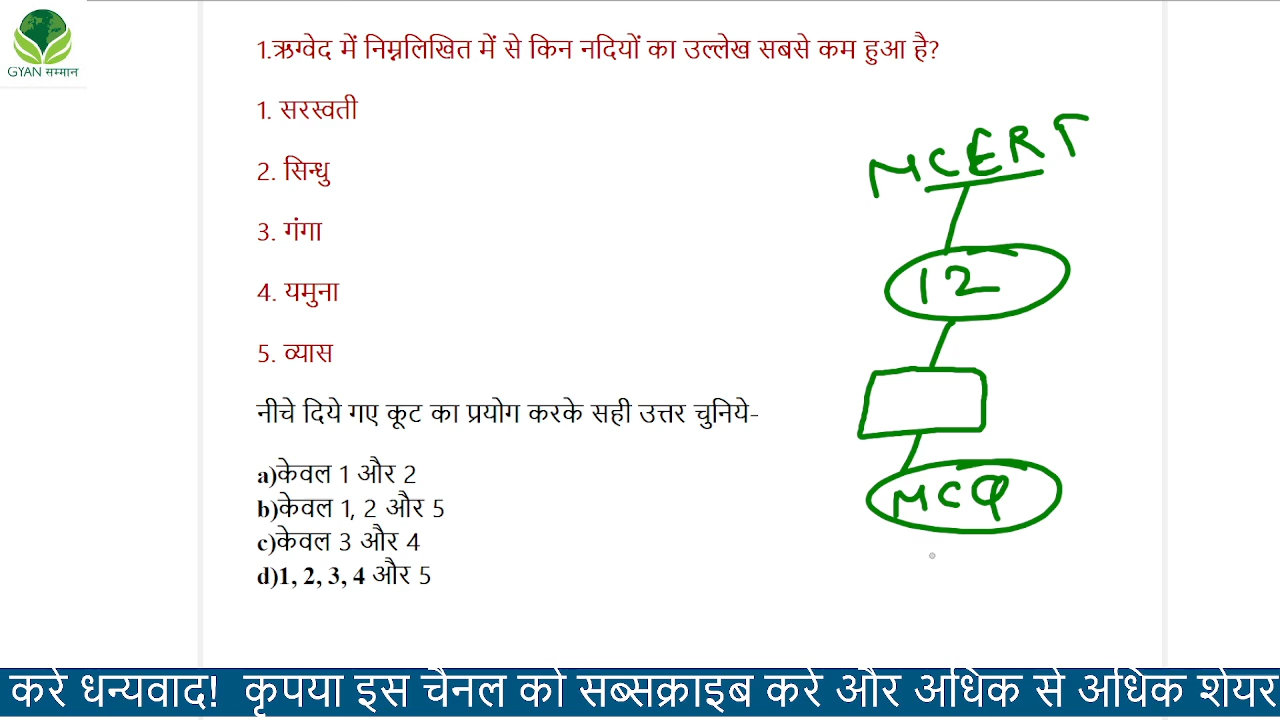 GYAN सम्मान
1.ऋग्वेद में निम्नलिखित में से किन नदियों का उल्लेख सबसे कम हुआ है?
1. सरस्वती
2. सिन्धु
3. गंगा
4. यमुना
5. व्यास
नीचे दिये गए कूट का प्रयोग करके सही उत्तर चुनिये-
a)केवल 1 और 2
b)केवल 1, 2 और 5
c)केवल 3 और 4
d)1, 2, 3, 4 और 5
NCERT
12
MCQ
करे धन्यवाद! कृपया इस चैनल को सब्सक्राइब करे और अधिक से अधिक शेयर